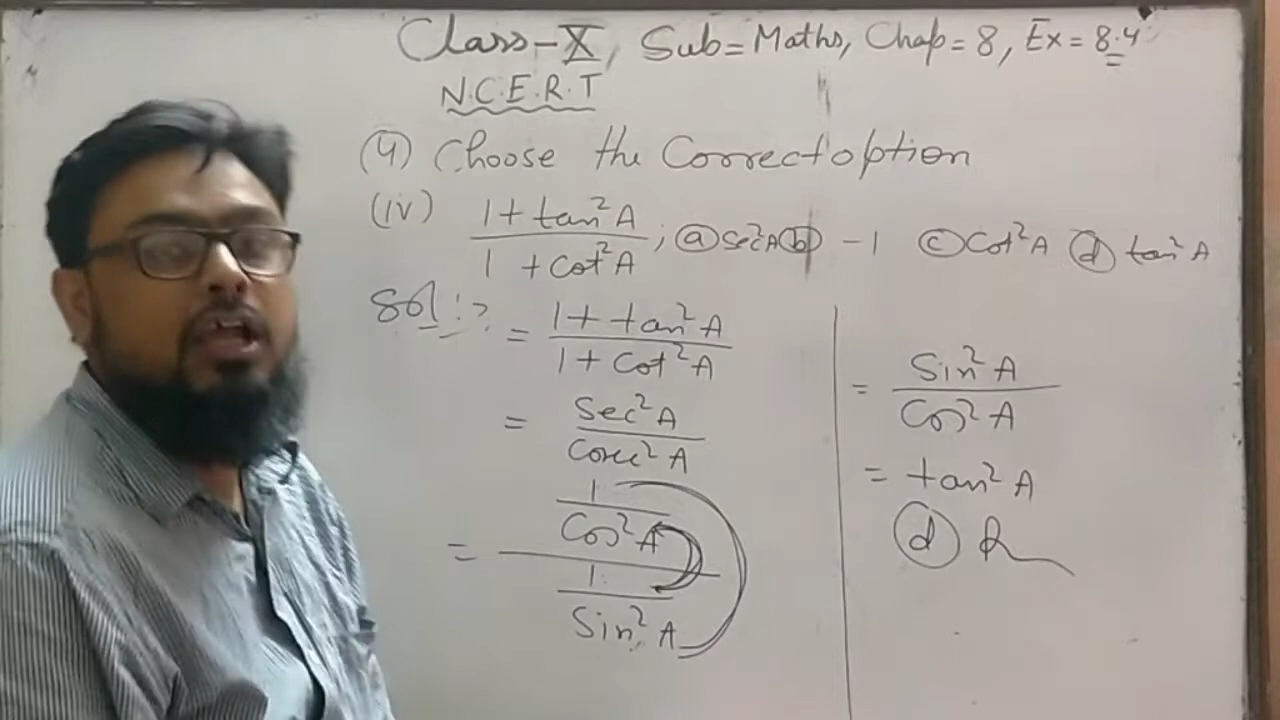 Class-X, Sub=Maths, Chap=8, Ex=8.4
N.C.E.R.T
(4) Choose the Correct option
(iv) 1+tan²A / 1+cot²A ; (a) sec²A (b) -1 (c) Cot²A (d) tan²A
Sol:-
= 1+tan²A / 1+Cot²A
= Sec²A / Cosec²A
= 1/Cos²A / 1/Sin²A
= Sin²A / Cos²A
= tan²A
(d)